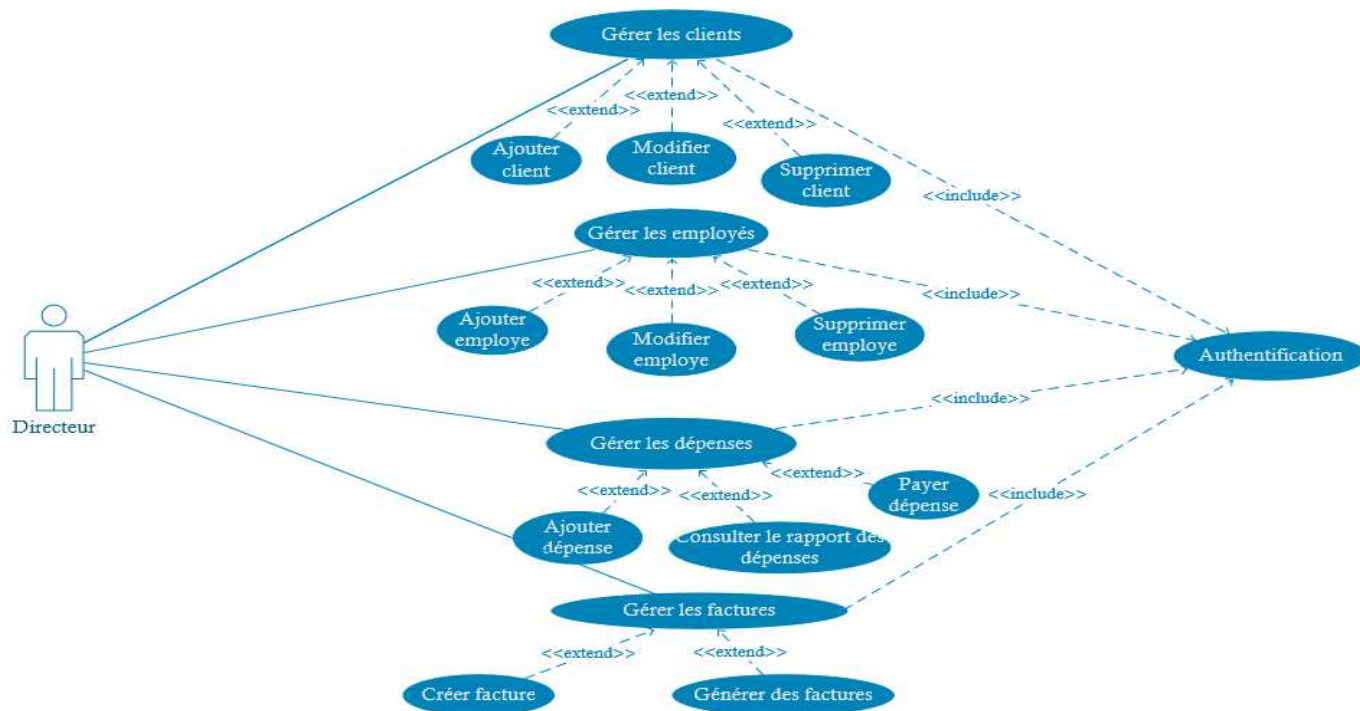 Gérer les clients
<<extend>>
<<extend>>
<<extend>>
Ajouter
client
Modifier
client
Supprimer
client
<<include>>
Gérer les employés
<<extend>>
<<extend>>
<<extend>>
<<include>>
Ajouter
employe
Modifier
employe
Supprimer
employe
Authentification
Directeur
<<include>>
Gérer les dépenses
<<extend>>
<<extend>>
<<extend>>
Payer
dépense
<<include>>
Ajouter
dépense
Consulter le rapport des
dépenses
Gérer les factures
<<extend>>
<<extend>>
Créer facture
Générer des factures